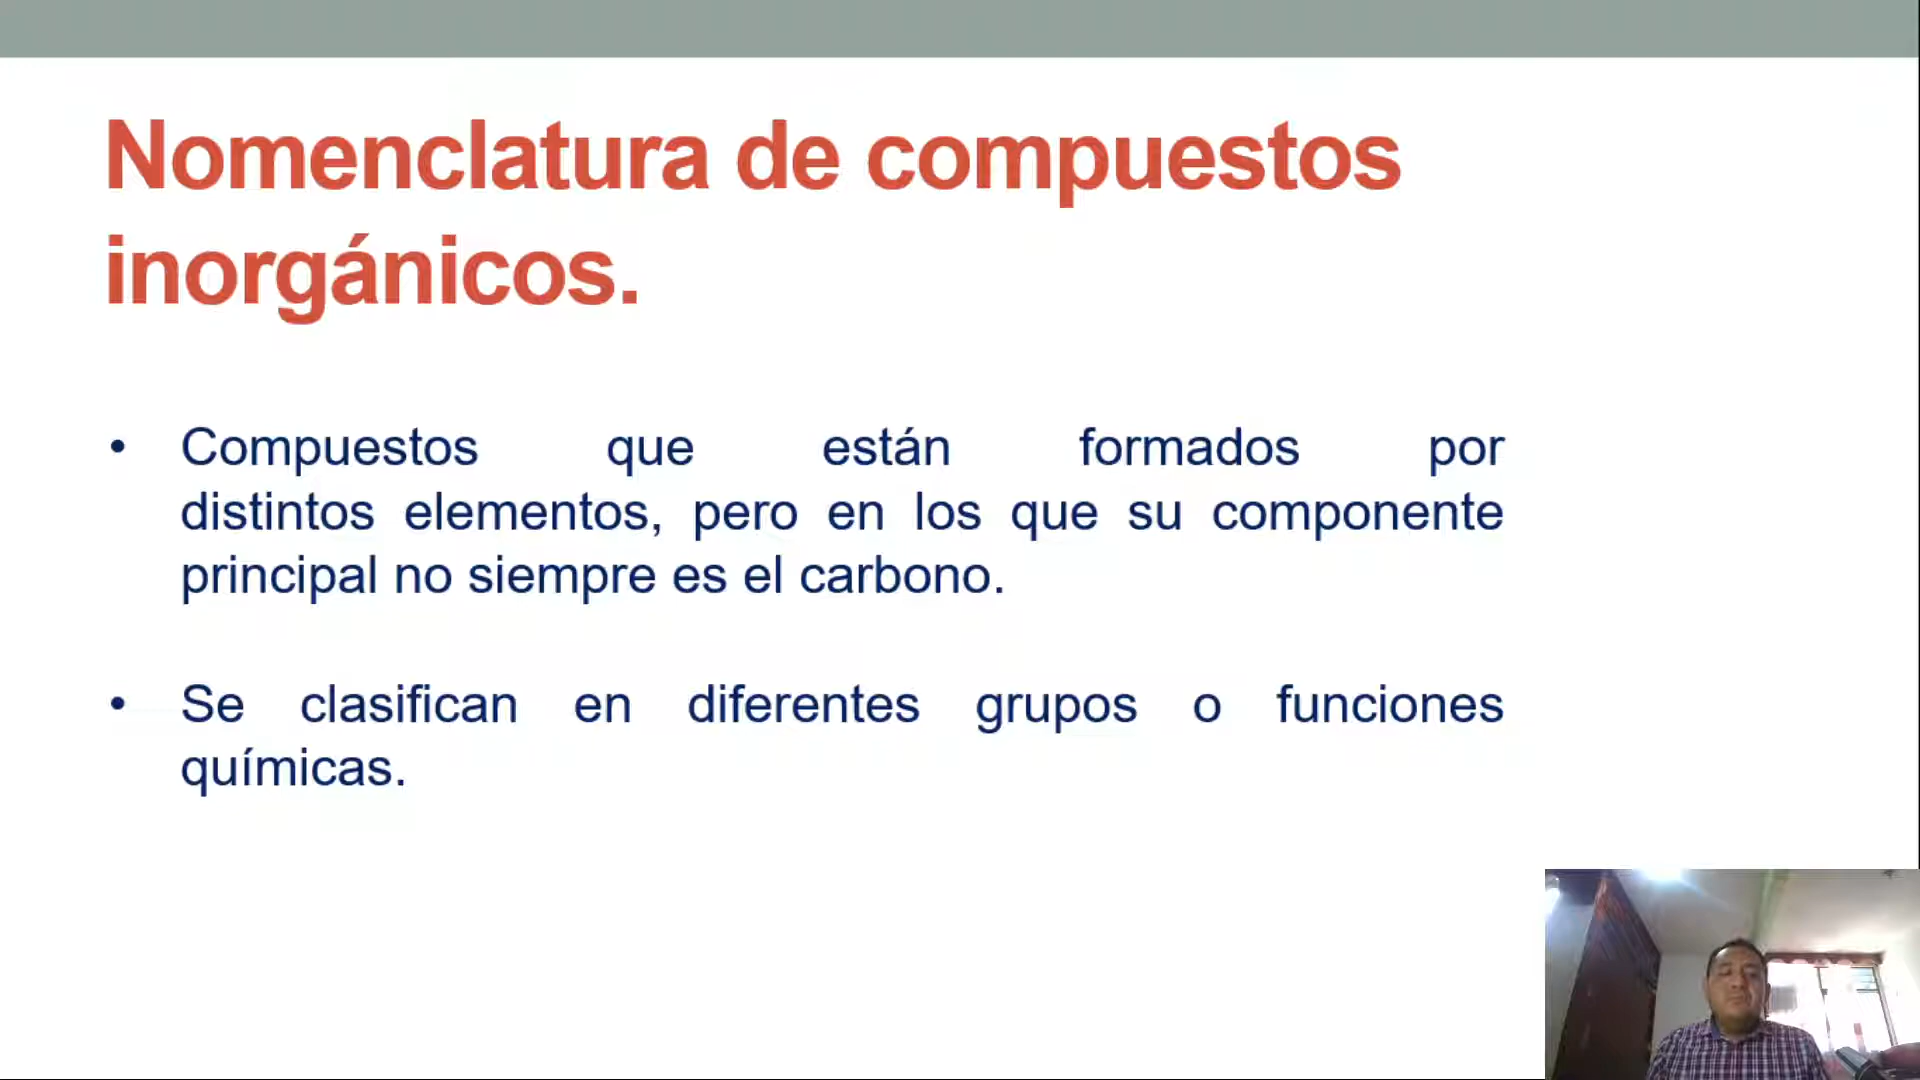 Nomenclatura de compuestos
inorgánicos.
• Compuestos que están formados por
distintos elementos, pero en los que su componente
principal no siempre es el carbono.
• Se clasifican en diferentes grupos o funciones
químicas.